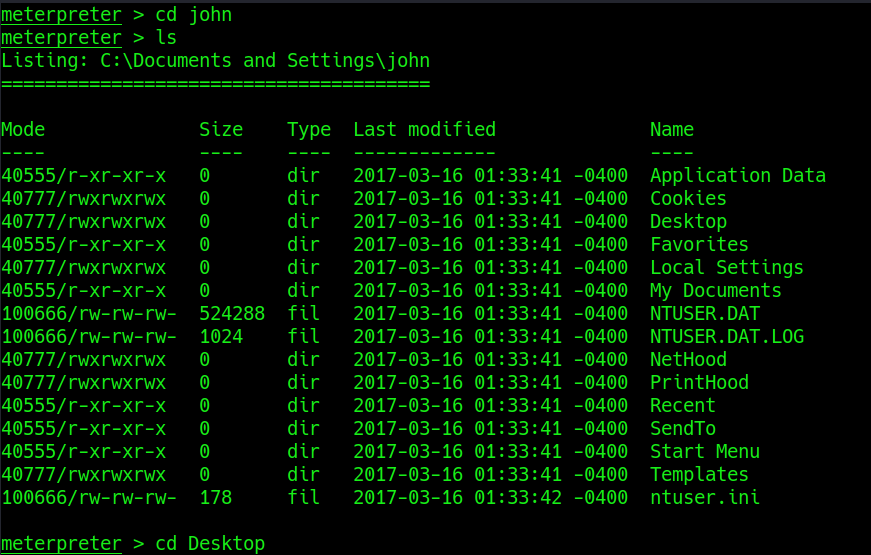 meterpreter > cd john
meterpreter > ls
Listing: C:\Documents and Settings\john
=======================================
Mode              Size    Type  Last modified              Name
----              ----    ----  -------------              ----
40555/r-xr-xr-x   0       dir   2017-03-16 01:33:41 -0400  Application Data
40777/rwxrwxrwx   0       dir   2017-03-16 01:33:41 -0400  Cookies
40777/rwxrwxrwx   0       dir   2017-03-16 01:33:41 -0400  Desktop
40555/r-xr-xr-x   0       dir   2017-03-16 01:33:41 -0400  Favorites
40777/rwxrwxrwx   0       dir   2017-03-16 01:33:41 -0400  Local Settings
40555/r-xr-xr-x   0       dir   2017-03-16 01:33:41 -0400  My Documents
100666/rw-rw-rw-  524288  fil   2017-03-16 01:33:41 -0400  NTUSER.DAT
100666/rw-rw-rw-  1024    fil   2017-03-16 01:33:41 -0400  NTUSER.DAT.LOG
40777/rwxrwxrwx   0       dir   2017-03-16 01:33:41 -0400  NetHood
40777/rwxrwxrwx   0       dir   2017-03-16 01:33:41 -0400  PrintHood
40555/r-xr-xr-x   0       dir   2017-03-16 01:33:41 -0400  Recent
40555/r-xr-xr-x   0       dir   2017-03-16 01:33:41 -0400  SendTo
40555/r-xr-xr-x   0       dir   2017-03-16 01:33:41 -0400  Start Menu
40777/rwxrwxrwx   0       dir   2017-03-16 01:33:41 -0400  Templates
100666/rw-rw-rw-  178     fil   2017-03-16 01:33:42 -0400  ntuser.ini
meterpreter > cd Desktop